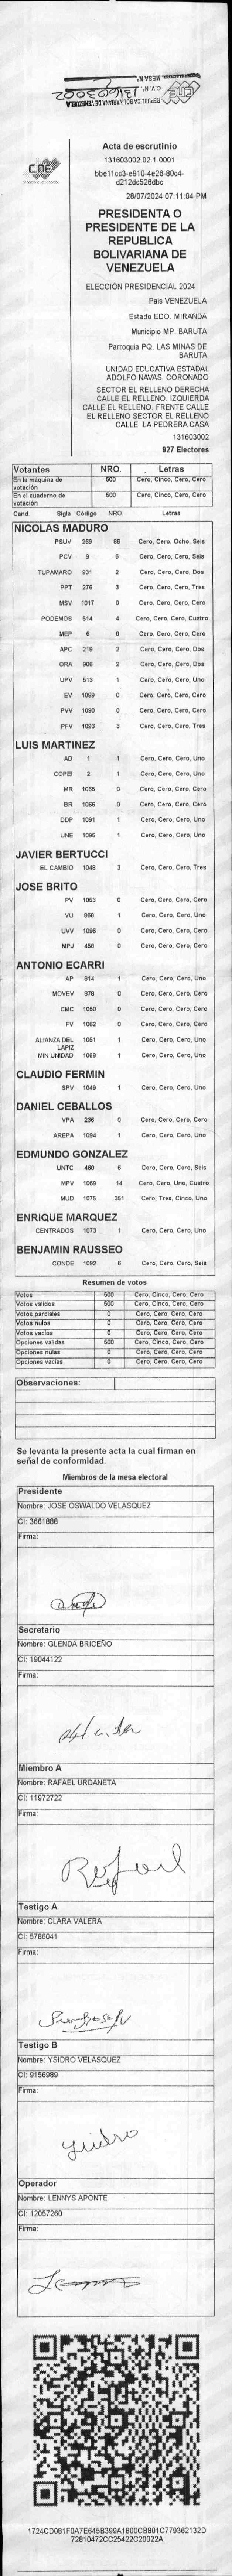 CNE
Acta de escrutinio
131603002.02.1.0001
bbe11cc3-e910-4e26-80c4-
d212dc526dbc
28/07/2024 07:11:04 PM
PRESIDENTA O
PRESIDENTE DE LA
REPUBLICA
BOLIVARIANA DE
VENEZUELA
ELECCIÓN PRESIDENCIAL 2024
Pais VENEZUELA
Estado EDO. MIRANDA
Municipio MP. BARUTA
Parroquia PQ. LAS MINAS DE
BARUTA
UNIDAD EDUCATIVA ESTADAL
ADOLFO NAVAS CORONADO
SECTOR EL RELLENO DERECHA
CALLE EL RELLENO. IZQUIERDA
CALLE EL RELLENO. FRENTE CALLE
EL RELLENO SECTOR EL RELLENO
CALLE LA PEDRERA CASA
131603002
927 Electores
Votantes NRO. Letras
En la máquina de votación 500 Cero, Cinco, Cero, Cero
En el cuaderno de votación 500 Cero, Cinco, Cero, Cero
Cand. Sigla Código NRO. Letras
NICOLAS MADURO
PSUV 269 86 Cero, Cero, Ocho, Seis
PCV 9 6 Cero, Cero, Cero, Seis
TUPAMARO 931 2 Cero, Cero, Cero, Dos
PPT 276 3 Cero, Cero, Cero, Tres
MSV 1017 0 Cero, Cero, Cero, Cero
PODEMOS 514 4 Cero, Cero, Cero, Cuatro
MEP 6 0 Cero, Cero, Cero, Cero
APC 219 2 Cero, Cero, Cero, Dos
ORA 906 2 Cero, Cero, Cero, Dos
UPV 513 1 Cero, Cero, Cero, Uno
EV 1099 0 Cero, Cero, Cero, Cero
PVV 1090 0 Cero, Cero, Cero, Cero
PFV 1093 3 Cero, Cero, Cero, Tres
LUIS MARTINEZ
AD 1 1 Cero, Cero, Cero, Uno
COPEI 2 1 Cero, Cero, Cero, Uno
MR 1065 0 Cero, Cero, Cero, Cero
BR 1066 0 Cero, Cero, Cero, Cero
DDP 1091 1 Cero, Cero, Cero, Uno
UNE 1095 1 Cero, Cero, Cero, Uno
JAVIER BERTUCCI
EL CAMBIO 1048 3 Cero, Cero, Cero, Tres
JOSE BRITO
PV 1053 0 Cero, Cero, Cero, Cero
VU 968 1 Cero, Cero, Cero, Uno
UVV 1096 0 Cero, Cero, Cero, Cero
MPJ 458 0 Cero, Cero, Cero, Cero
ANTONIO ECARRI
AP 814 1 Cero, Cero, Cero, Uno
MOVEV 978 0 Cero, Cero, Cero, Cero
CMC 1060 0 Cero, Cero, Cero, Cero
FV 1062 0 Cero, Cero, Cero, Cero
ALIANZA DEL LAPIZ 1051 1 Cero, Cero, Cero, Uno
MIN UNIDAD 1069 1 Cero, Cero, Cero, Uno
CLAUDIO FERMIN
SPV 1049 1 Cero, Cero, Cero, Uno
DANIEL CEBALLOS
VPA 236 0 Cero, Cero, Cero, Cero
AREPA 1094 1 Cero, Cero, Cero, Uno
EDMUNDO GONZALEZ
UNTC 460 6 Cero, Cero, Cero, Seis
MPV 1069 14 Cero, Cero, Uno, Cuatro
MUD 1076 Cero, Tres, Cinco, Uno
ENRIQUE MARQUEZ
CENTRADOS 1073 1 Cero, Cero, Cero, Uno
BENJAMIN RAUSSEO
CONDE 1092 6 Cero, Cero, Cero, Seis
Resumen de votos
Votos 500 Cero, Cinco, Cero, Cero
Votos validos 500 Cero, Cinco, Cero, Cero
Votos parciales 0 Cero, Cero, Cero, Cero
Votos nulos 0 Cero, Cero, Cero, Cero
Votos vacios 0 Cero, Cero, Cero, Cero
Opciones validas 500 Cero, Cinco, Cero, Cero
Opciones nulas 0 Cero, Cero, Cero, Cero
Opciones vacias 0 Cero, Cero, Cero, Cero
Observaciones:
Se levanta la presente acta la cual firman en
señal de conformidad.
Miembros de la mesa electoral
Presidente
Nombre: JOSE OSWALDO VELASQUEZ
CI: 3661888
Firma:
Secretario
Nombre: GLENDA BRICEÑO
CI: 19044122
Firma:
Miembro A
Nombre: RAFAEL URDANETA
CI: 11972722
Firma:
Rafael
Testigo A
Nombre: CLARA VALERA
CI: 5786041
Firma:
Testigo B
Nombre: YSIDRO VELASQUEZ
CI: 9156989
Firma:
ysidro
Operador
Nombre: LENNYS APONTE
CI: 12057260
Firma:
1724CD081F0A7E645B399A1800CB801C779362132D
72810472CC25422C20022A